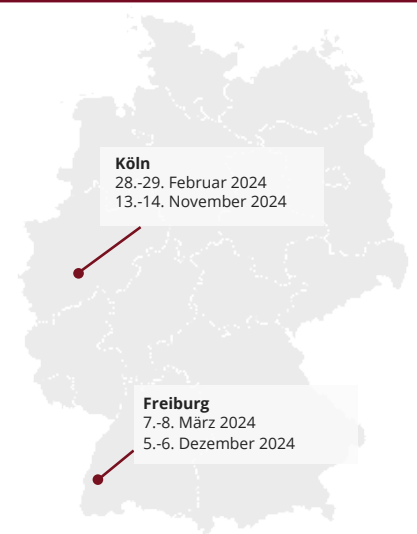 Köln
28.-29. Februar 2024
13.-14. November 2024
Freiburg
7.-8. März 2024
5.-6. Dezember 2024